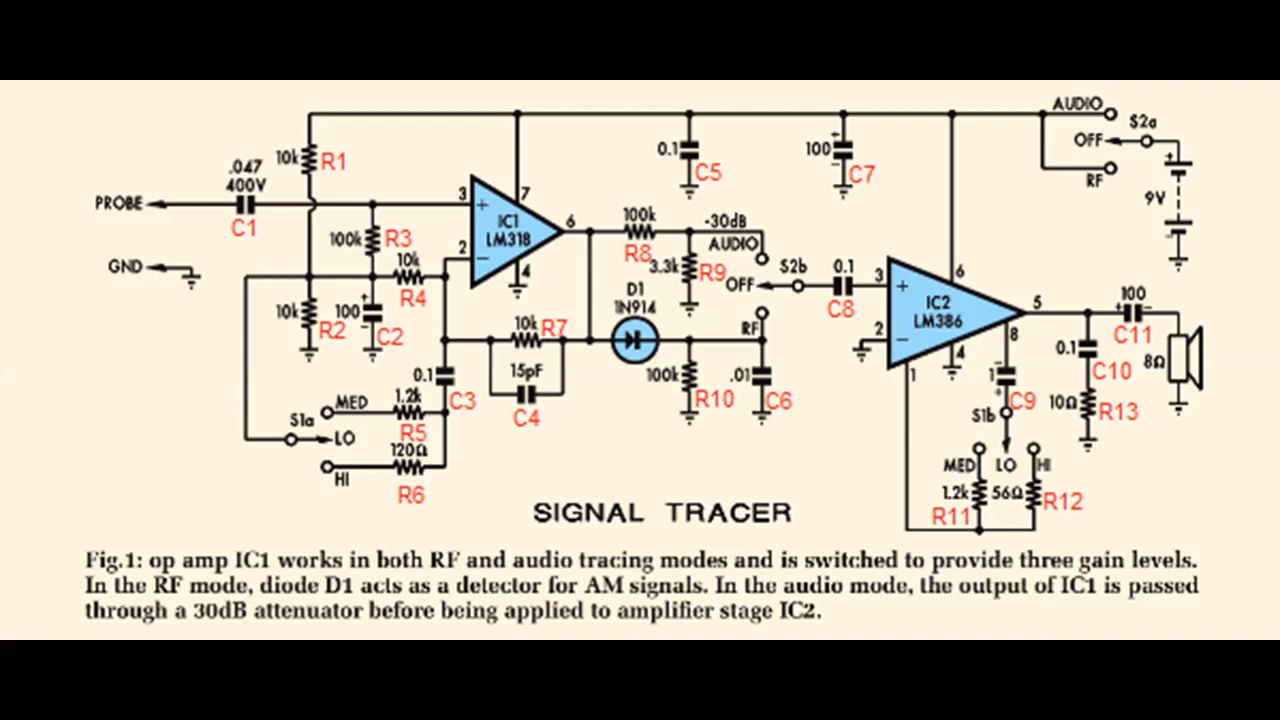 AUDIO
S2a
OFF
RF
9V
10k R1
0.1 C5
100 C7
.047
400V
PROBE
C1
3
7
IC1
LM318
6
2
4
100k R3
10k
R4
GND
100k
R8
-30dB
AUDIO
3.3k R9
OFF
S2b
0.1
C8
3
6
IC2
LM386
5
2
4
8
1
100
C11
8Ω
10k R2
100 C2
D1
1N914
RF
10k R7
15pF
C4
100k R10
.01 C6
0.1 C3
0.1 C10
1 C9
10Ω R13
S1a
MED
LO
HI
1.2k
R5
120Ω
R6
S1b
MED LO HI
1.2k 56Ω R12
R11
SIGNAL TRACER
Fig.1: op amp IC1 works in both RF and audio tracing modes and is switched to provide three gain levels.
In the RF mode, diode D1 acts as a detector for AM signals. In the audio mode, the output of IC1 is passed
through a 30dB attenuator before being applied to amplifier stage IC2.